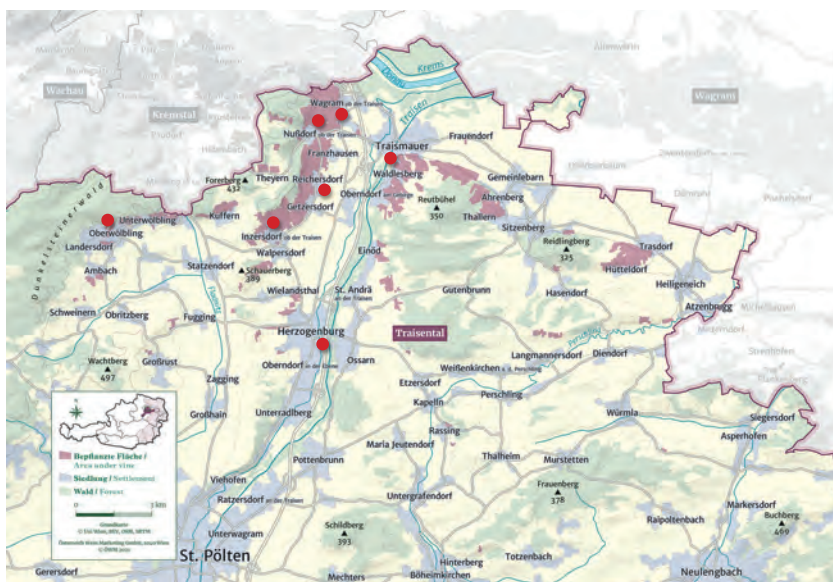 Wachau
Kremstal
Wagram
Donau
Krems
Traisen
Wagram ob der Traisen
Nußdorf ob der Traisen
Franzhausen
Traismauer
Frauendorf
Waldlesberg
Gemeinlebarn
Theyern
Reichersdorf
Oberndorf am Gebirge
Reutbühel
350
Ahrenberg
Thallern
Sitzenberg
Getzersdorf
Kuffern
Inzersdorf ob der Traisen
Walpersdorf
Dunkelsteinerwald
Unterwölbling
Oberwölbling
Landersdorf
Ambach
Statzendorf
Schauerberg
389
Einöd
Reidlingberg
325
Trasdorf
Hütteldorf
Heiligeneich
Atzenbrugg
Schweinern
Obritzberg
Fugging
Wielandsthal
St. Andrä
an der Traisen
Gutenbrunn
Hasendorf
Herzogenburg
Traisental
Wachtberg
497
Großrust
Zagging
Oberndorf in der Ebene
Ossarn
Langmannersdorf
Diendorf
Weißenkirchen a. d. Perschling
Etzersdorf
Perschling
Kapelln
Großhain
Unterradlberg
Rassing
Würmla
Siegersdorf
Asperhofen
Maria Jeutendorf
Thalheim
Murstetten
Pottenbrunn
Viehofen
Ratzersdorf an der Traisen
Untergrafendorf
Frauenberg
378
Raipoltenbach
Markersdorf
Buchberg
469
Unterwagram
Schildberg
393
St. Pölten
Gerersdorf
Mechters
Böheimkirchen
Hinterberg
Totzenbach
Neulengbach
Bepflanzte Fläche /
Area under vine
Siedlung / Settlement
Wald / Forest
0 3 km